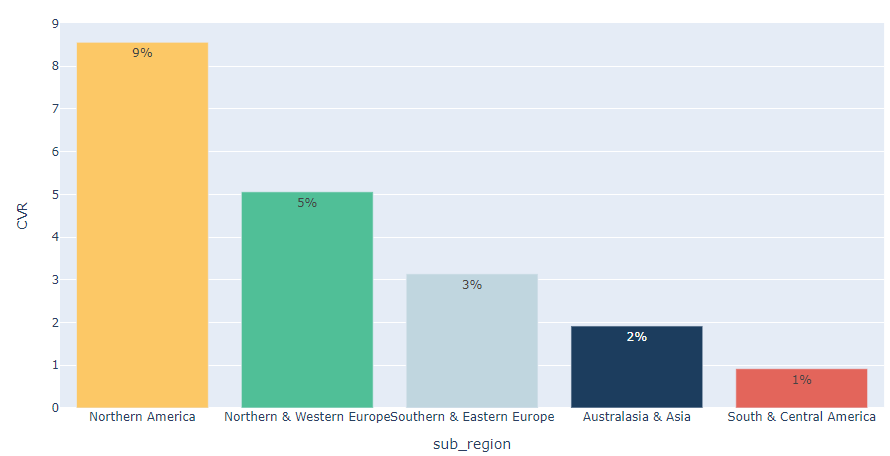 9
8
7
6
5
4
3
2
1
0
CVR
9%
5%
3%
2%
1%
Northern America
Northern & Western Europe
Southern & Eastern Europe
Australasia & Asia
South & Central America
sub_region